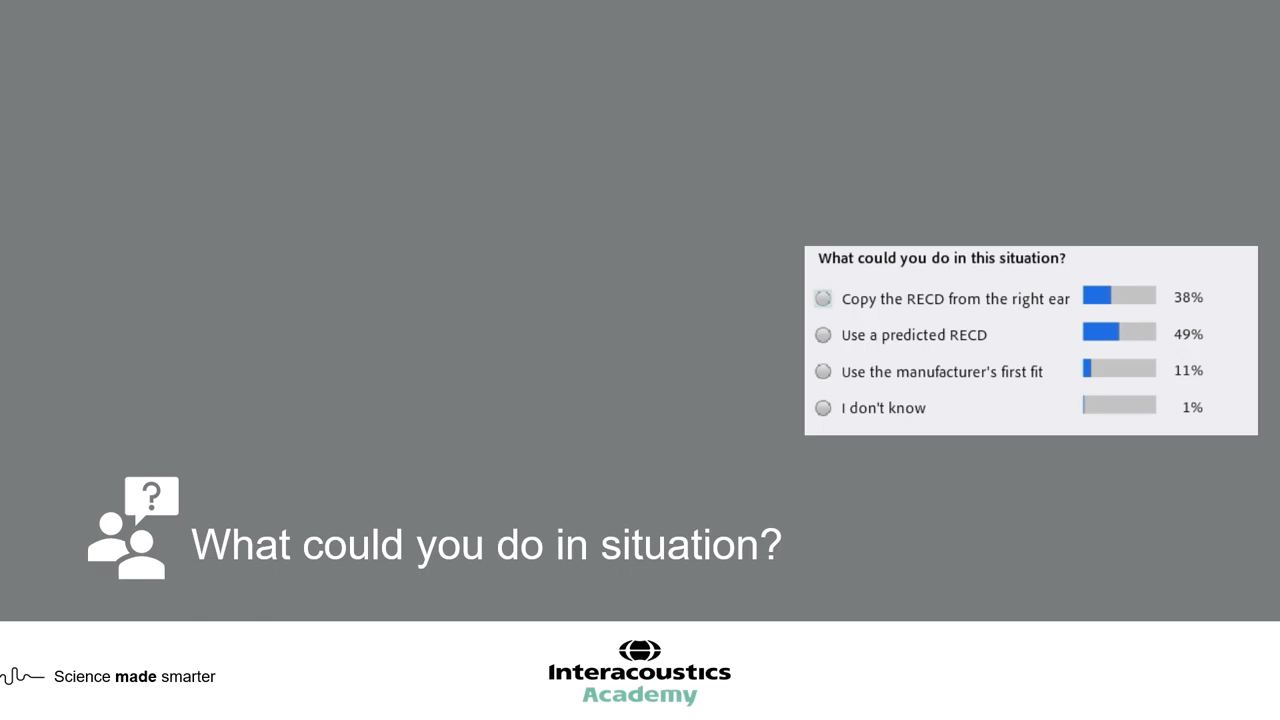 What could you do in this situation?
Copy the RECD from the right ear 38%
Use a predicted RECD 49%
Use the manufacturer's first fit 11%
I don't know 1%
?
What could you do in situation?
Science made smarter
Interacoustics
Academy